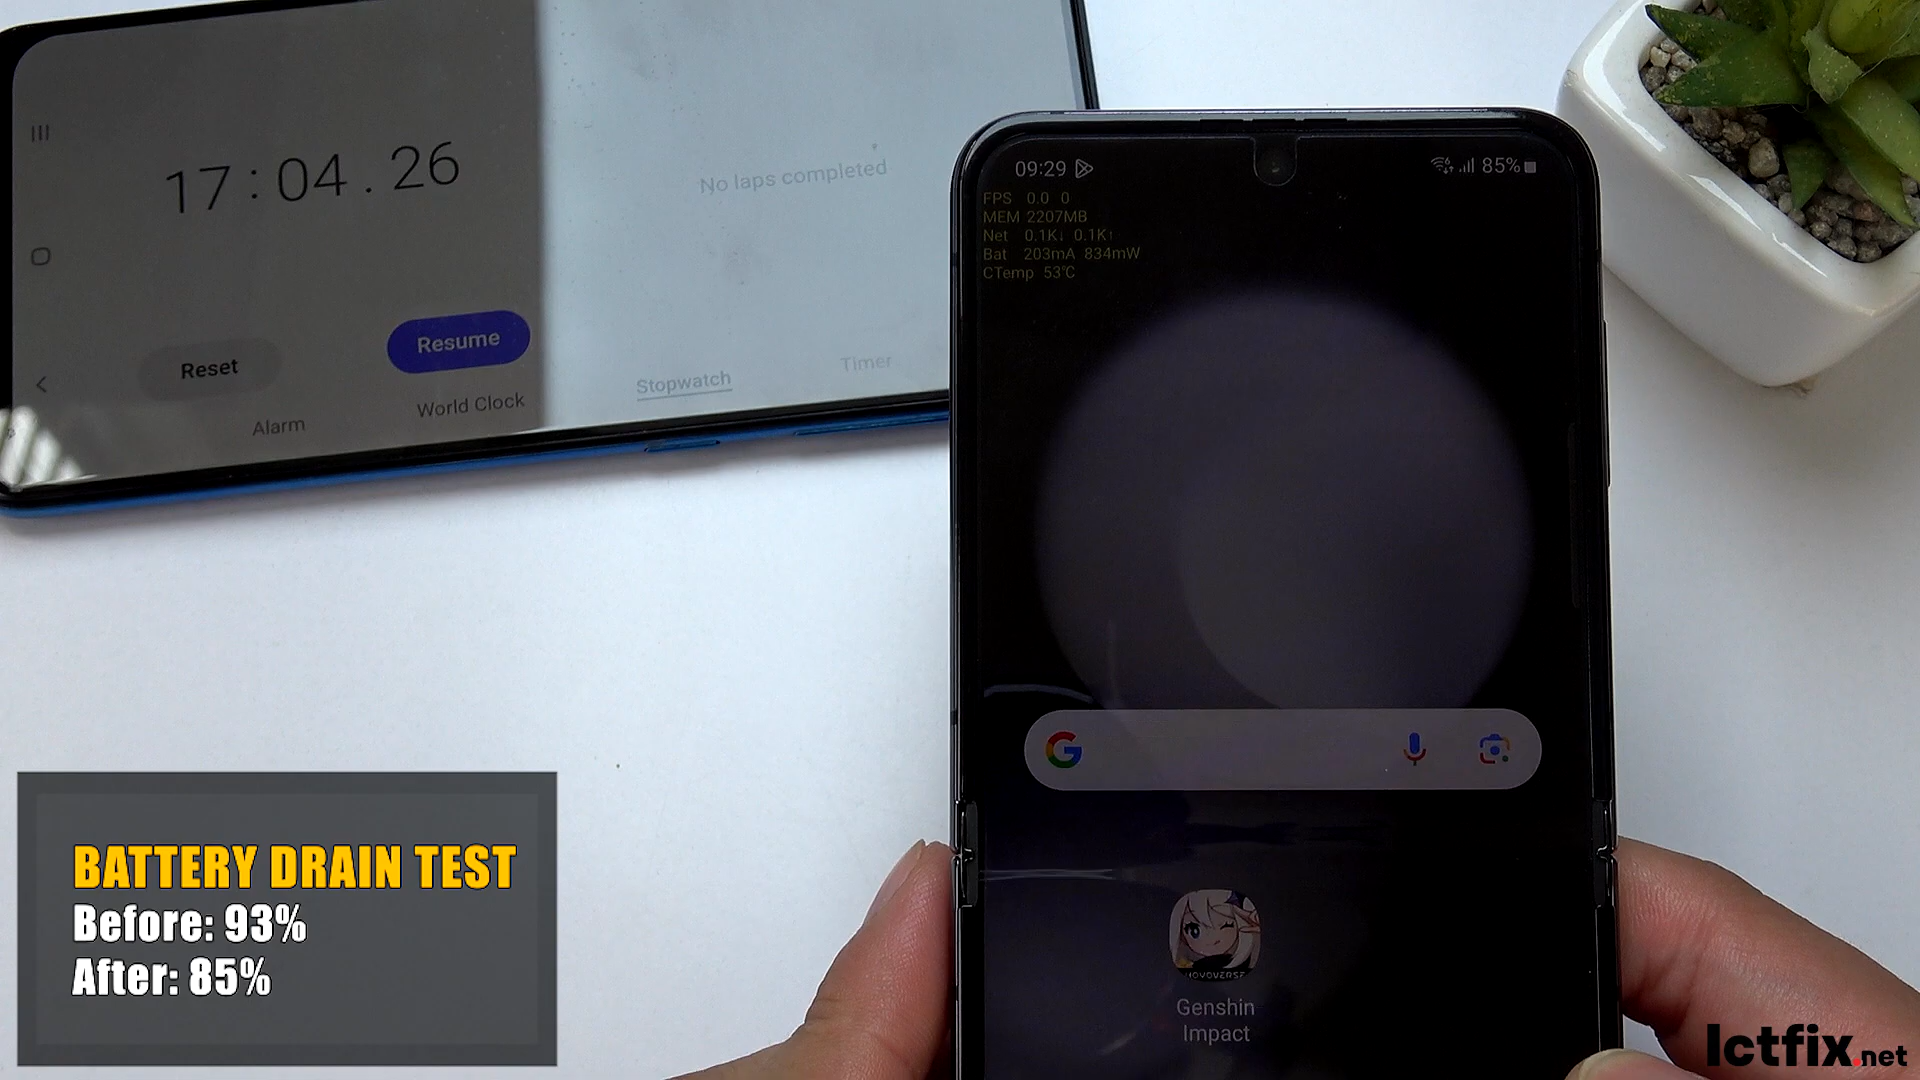 17:04.26
No laps completed
Reset
Resume
Alarm
World Clock
Stopwatch
Timer
09:29
85%
FPS 0.0 0
MEM 2207MB
Net 0.1K↓ 0.1K↑
Bat 203mA 834mW
CTemp 53°C
G
HOYOVERSE
Genshin
Impact
BATTERY DRAIN TEST
Before: 93%
After: 85%
Ictfix.net